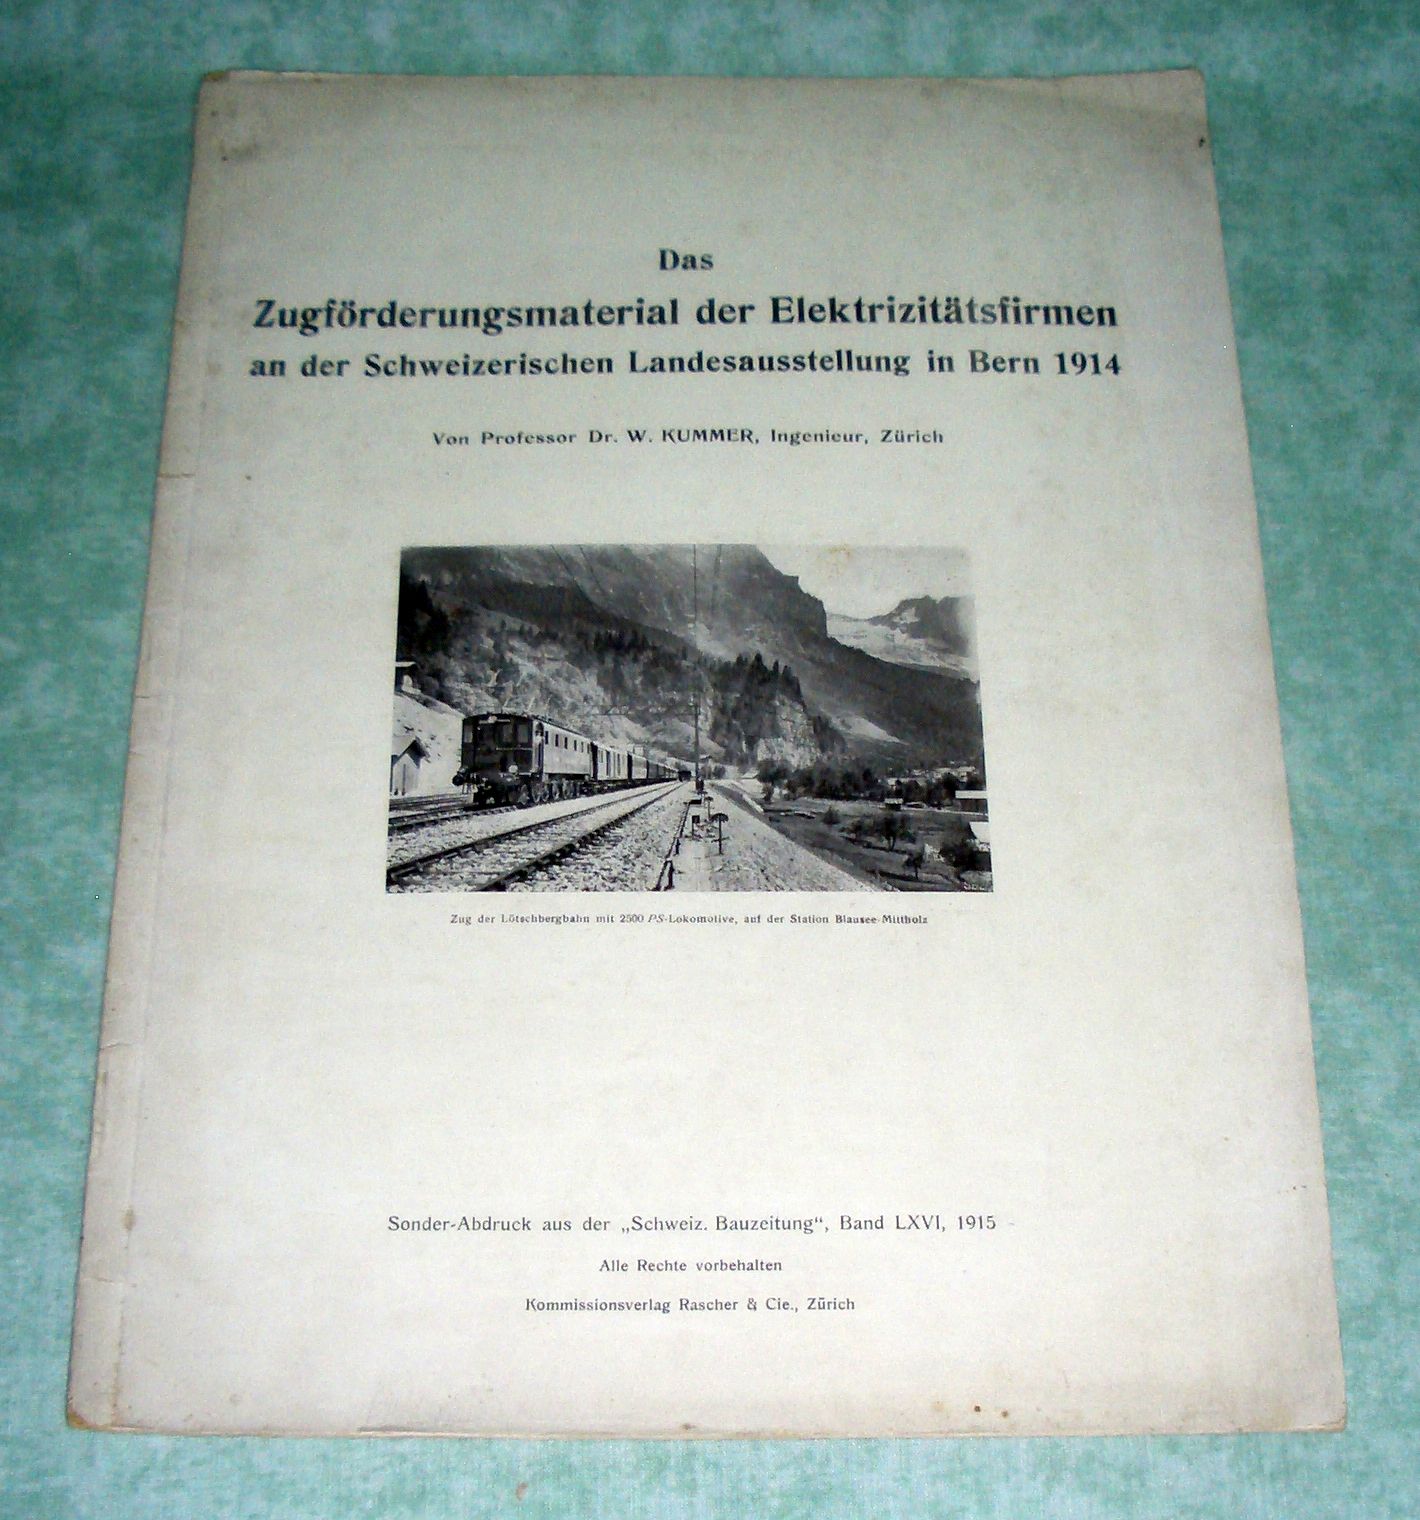 Das
Zugförderungsmaterial der Elektrizitätsfirmen
an der Schweizerischen Landesausstellung in Bern 1914
Von Professor Dr. W. KUMMER, Ingenieur, Zürich
Zug der Lötschbergbahn mit 2500 PS-Lokomotive, auf der Station Blausee-Mittholz
Sonder-Abdruck aus der „Schweiz. Bauzeitung“, Band LXVI, 1915
Alle Rechte vorbehalten
Kommissionsverlag Rascher & Cie., Zürich